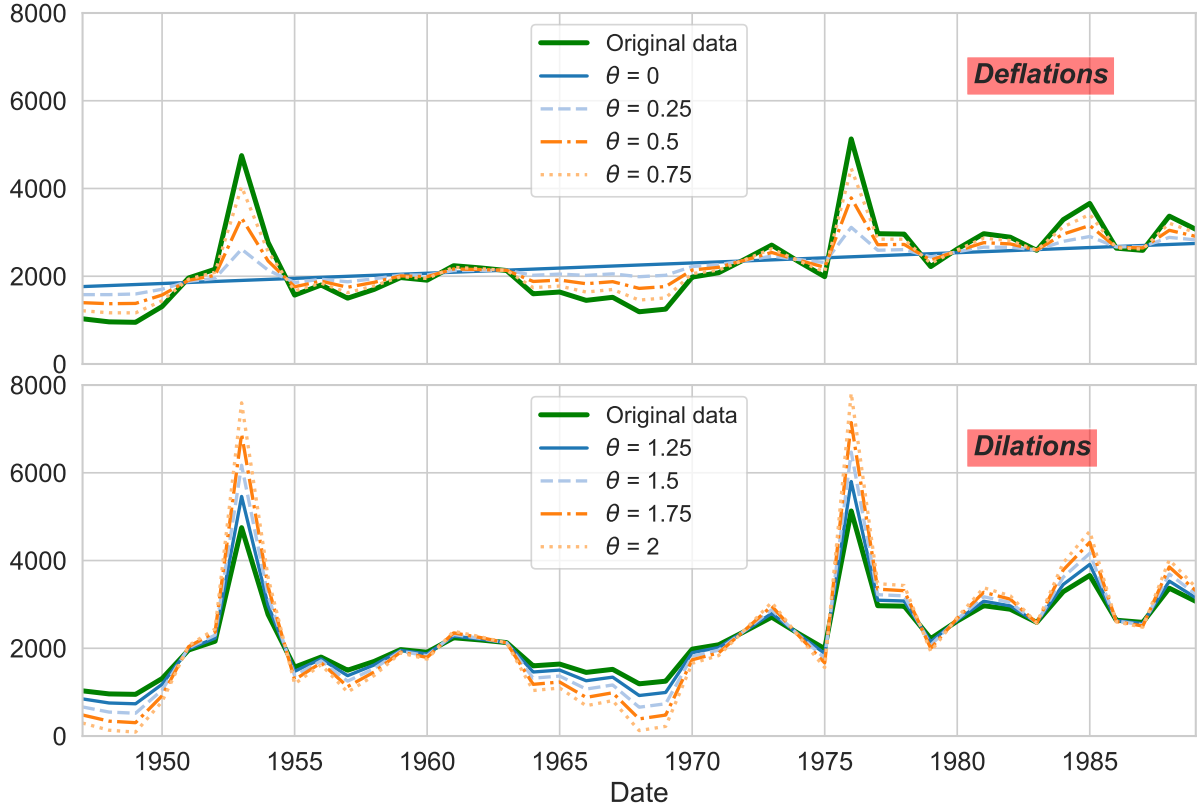 8000
6000
4000
2000
0
Original data
θ = 0
θ = 0.25
θ = 0.5
θ = 0.75
Deflations
8000
6000
4000
2000
0
Original data
θ = 1.25
θ = 1.5
θ = 1.75
θ = 2
Dilations
1950 1955 1960 1965 1970 1975 1980 1985
Date